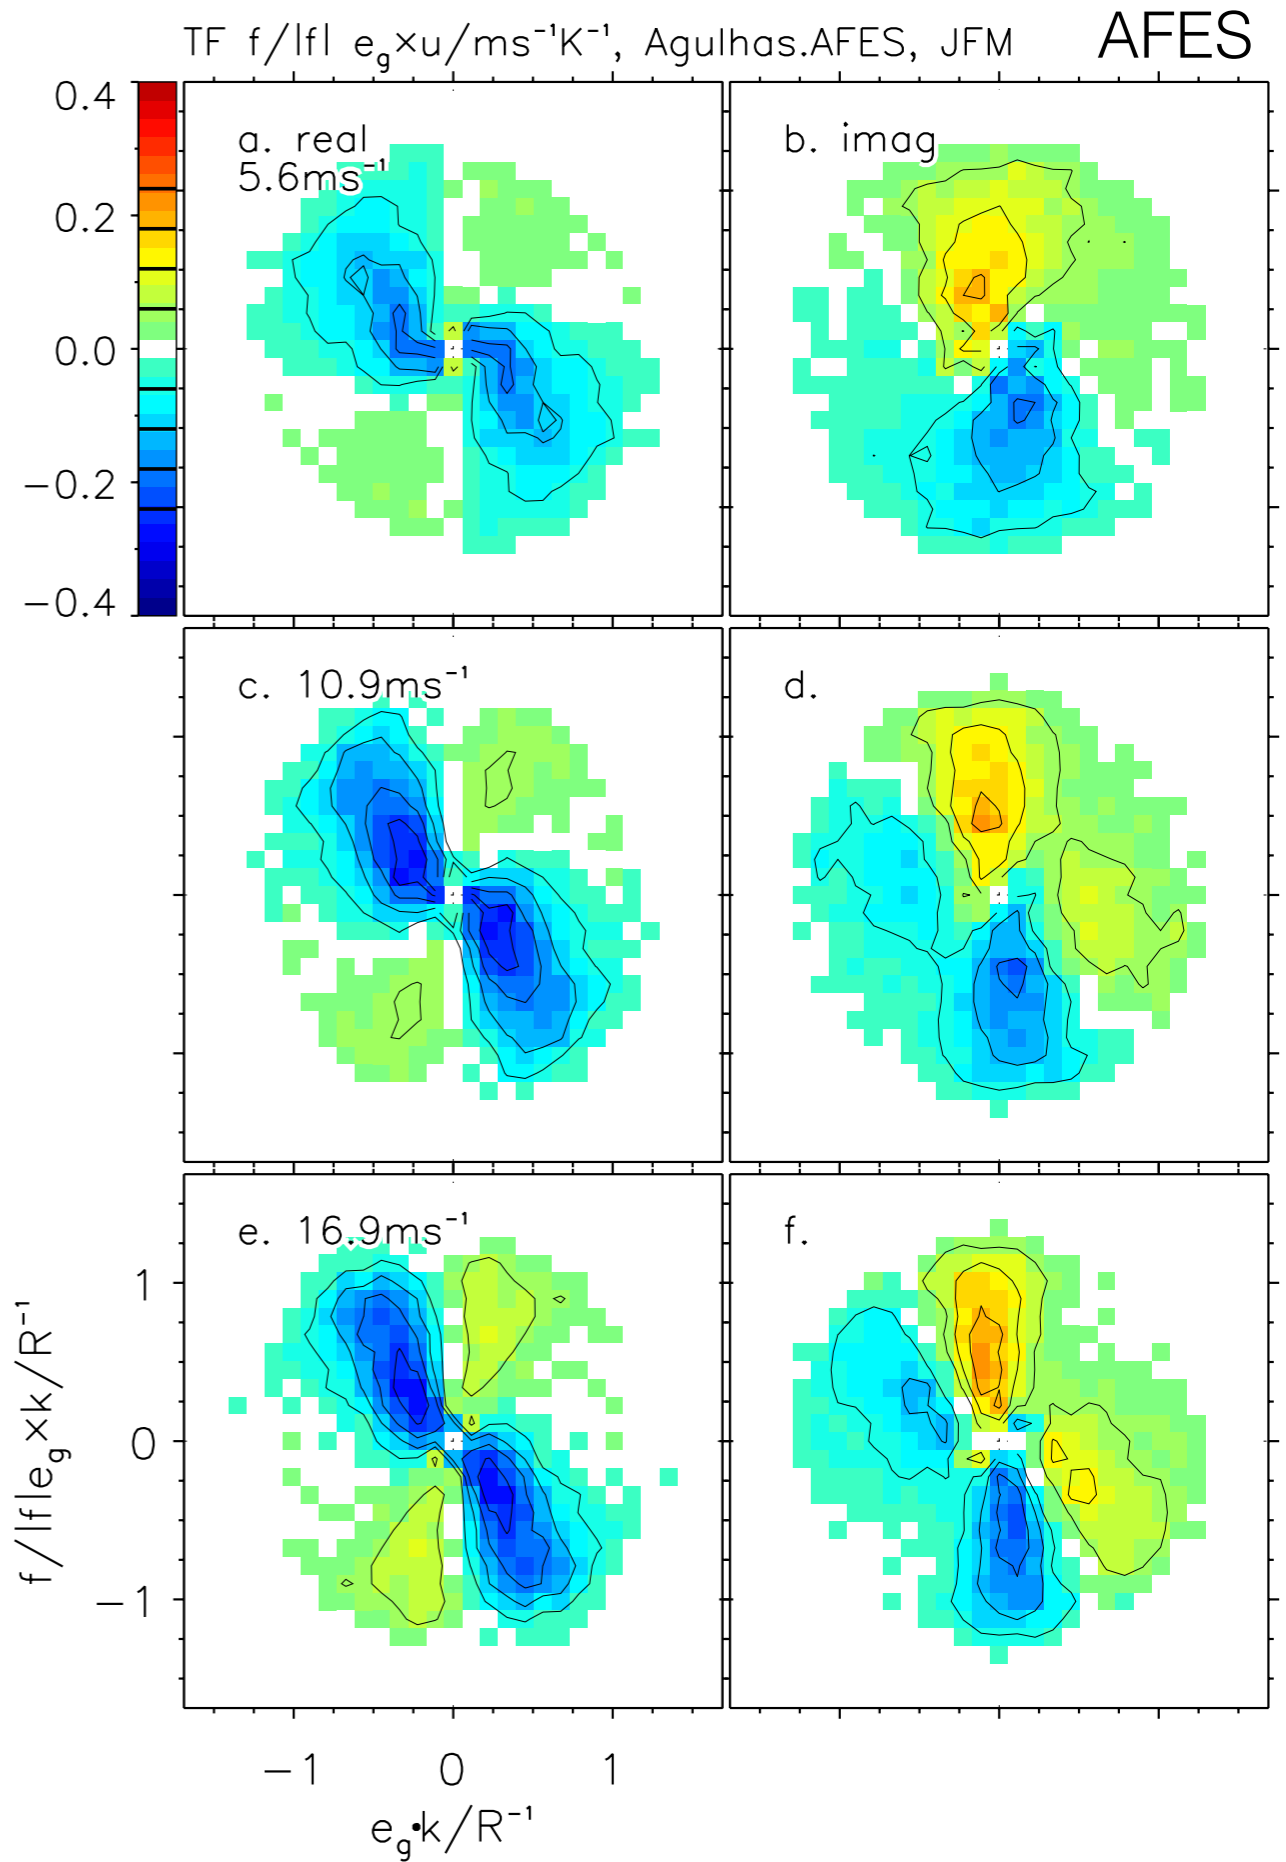 TF f/|f| e_g×u/ms⁻¹K⁻¹, Agulhas.AFES, JFM
AFES
0.4
0.2
0.0
−0.2
−0.4
a. real
5.6ms⁻¹
b. imag
c. 10.9ms⁻¹
d.
e. 16.9ms⁻¹
f.
1
0
−1
f/|f|e_g×k/R⁻¹
−1 0 1
e_g•k/R⁻¹